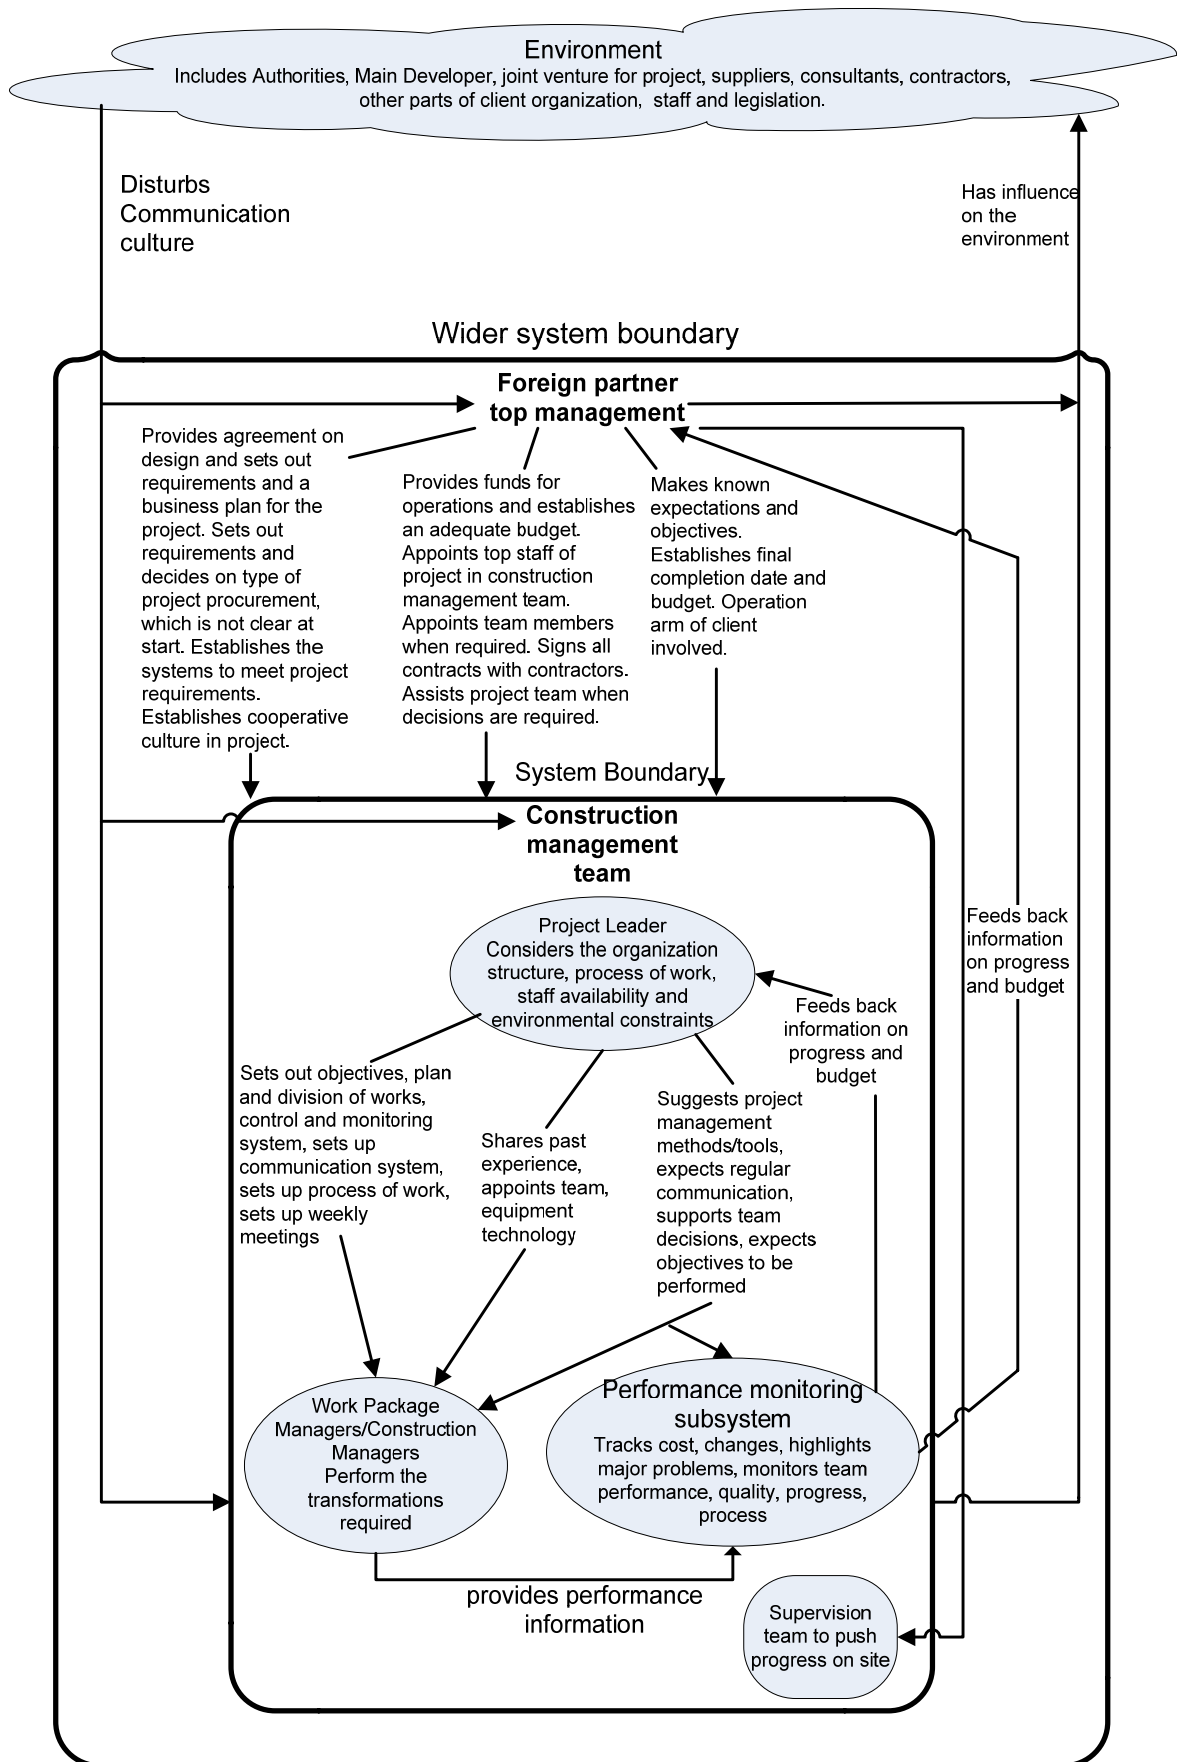 Environment
Includes Authorities, Main Developer, joint venture for project, suppliers, consultants, contractors,
other parts of client organization, staff and legislation.
Disturbs
Communication
culture
Has influence
on the
environment
Wider system boundary
Foreign partner
top management
Provides agreement on
design and sets out
requirements and a
business plan for the
project. Sets out
requirements and
decides on type of
project procurement,
which is not clear at
start. Establishes the
systems to meet project
requirements.
Establishes cooperative
culture in project.
Provides funds for
operations and establishes
an adequate budget.
Appoints top staff of
project in construction
management team.
Appoints team members
when required. Signs all
contracts with contractors.
Assists project team when
decisions are required.
Makes known
expectations and
objectives.
Establishes final
completion date and
budget. Operation
arm of client
involved.
System Boundary
Construction
management
team
Project Leader
Considers the organization
structure, process of work,
staff availability and
environmental constraints
Feeds back
information
on progress
and budget
Feeds back
information on
progress and
budget
Sets out objectives, plan
and division of works,
control and monitoring
system, sets up
communication system,
sets up process of work,
sets up weekly
meetings
Shares past
experience,
appoints team,
equipment
technology
Suggests project
management
methods/tools,
expects regular
communication,
supports team
decisions, expects
objectives to be
performed
Work Package
Managers/Construction
Managers
Perform the
transformations
required
Performance monitoring
subsystem
Tracks cost, changes, highlights
major problems, monitors team
performance, quality, progress,
process
provides performance
information
Supervision
team to push
progress on site